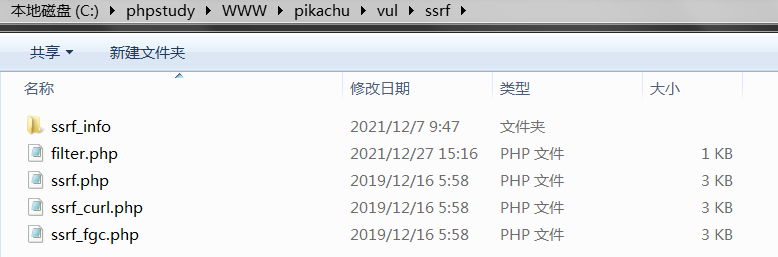 本地磁盘 (C:) ▸ phpstudy ▸ WWW ▸ pikachu ▸ vul ▸ ssrf ▸
共享 ▾ 新建文件夹
名称 修改日期 类型 大小
ssrf_info 2021/12/7 9:47 文件夹
filter.php 2021/12/27 15:16 PHP 文件 1 KB
ssrf.php 2019/12/16 5:58 PHP 文件 3 KB
ssrf_curl.php 2019/12/16 5:58 PHP 文件 3 KB
ssrf_fgc.php 2019/12/16 5:58 PHP 文件 3 KB